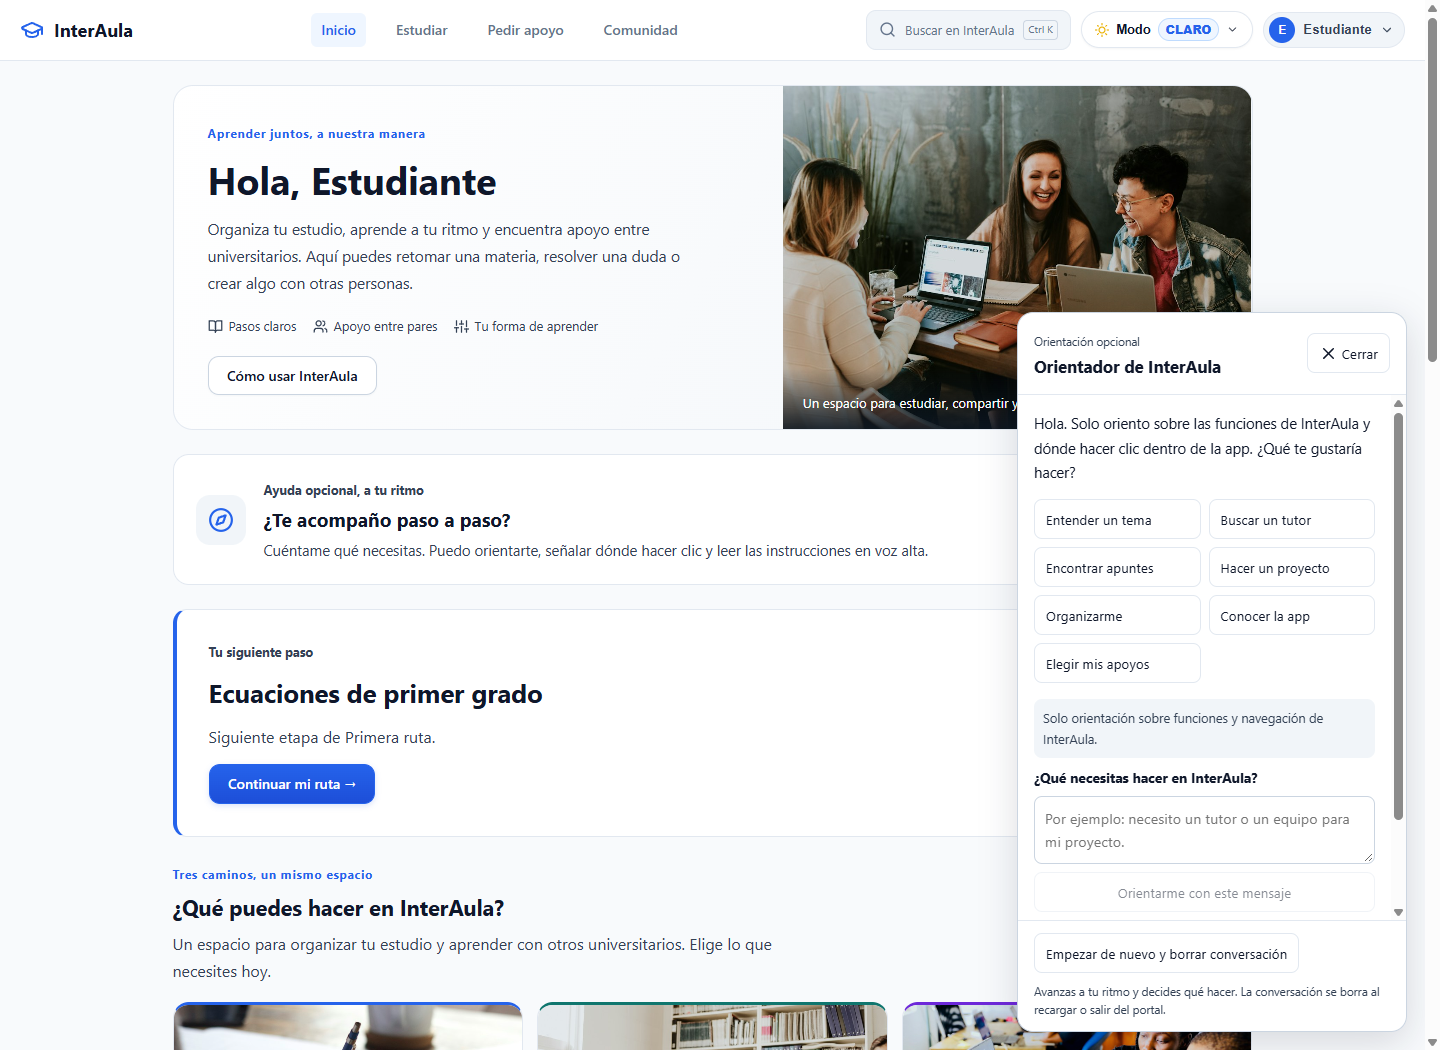 InterAula
Inicio
Estudiar
Pedir apoyo
Comunidad
Buscar en InterAula
Ctrl K
Modo
CLARO
E
Estudiante
Aprender juntos, a nuestra manera
Hola, Estudiante
Organiza tu estudio, aprende a tu ritmo y encuentra apoyo entre
universitarios. Aquí puedes retomar una materia, resolver una duda o
crear algo con otras personas.
Pasos claros
Apoyo entre pares
Tu forma de aprender
Cómo usar InterAula
Un espacio para estudiar, compartir y
Ayuda opcional, a tu ritmo
¿Te acompaño paso a paso?
Cuéntame qué necesitas. Puedo orientarte, señalar dónde hacer clic y leer las instrucciones en voz alta.
Tu siguiente paso
Ecuaciones de primer grado
Siguiente etapa de Primera ruta.
Continuar mi ruta →
Tres caminos, un mismo espacio
¿Qué puedes hacer en InterAula?
Un espacio para organizar tu estudio y aprender con otros universitarios. Elige lo que
necesites hoy.
Orientación opcional
Orientador de InterAula
Cerrar
Hola. Solo oriento sobre las funciones de InterAula y
dónde hacer clic dentro de la app. ¿Qué te gustaría
hacer?
Entender un tema
Buscar un tutor
Encontrar apuntes
Hacer un proyecto
Organizarme
Conocer la app
Elegir mis apoyos
Solo orientación sobre funciones y navegación de
InterAula.
¿Qué necesitas hacer en InterAula?
Por ejemplo: necesito un tutor o un equipo para
mi proyecto.
Orientarme con este mensaje
Empezar de nuevo y borrar conversación
Avanzas a tu ritmo y decides qué hacer. La conversación se borra al
recargar o salir del portal.